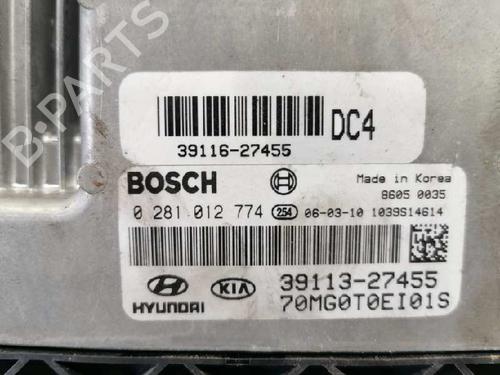 B-PARTS
39116-27455
DC4
BOSCH
Made in Korea
8605 0035
0 281 012 774 254 06-03-10 1039S14614
HYUNDAI
KIA
39113-27455
70MG0T0EI01S